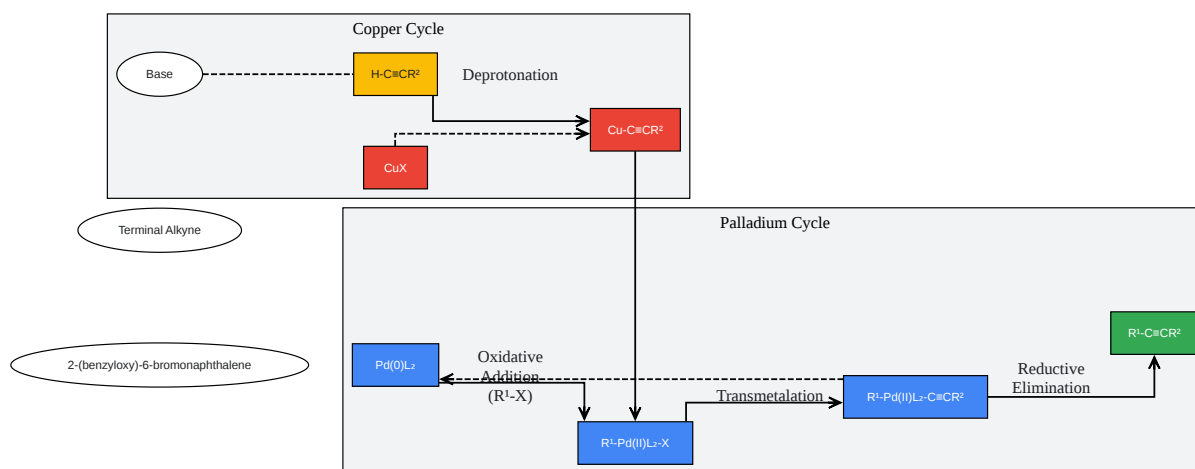 Copper Cycle
Base
H-C≡CR²
Deprotonation
Cu-C≡CR²
CuX
Terminal Alkyne
Palladium Cycle
R¹-C≡CR²
2-(benzyloxy)-6-bromonaphthalene
Pd(0)L₂
Oxidative
Addition
(R¹-X)
Reductive
Elimination
Transmetalation
R¹-Pd(II)L₂-C≡CR²
R¹-Pd(II)L₂-X